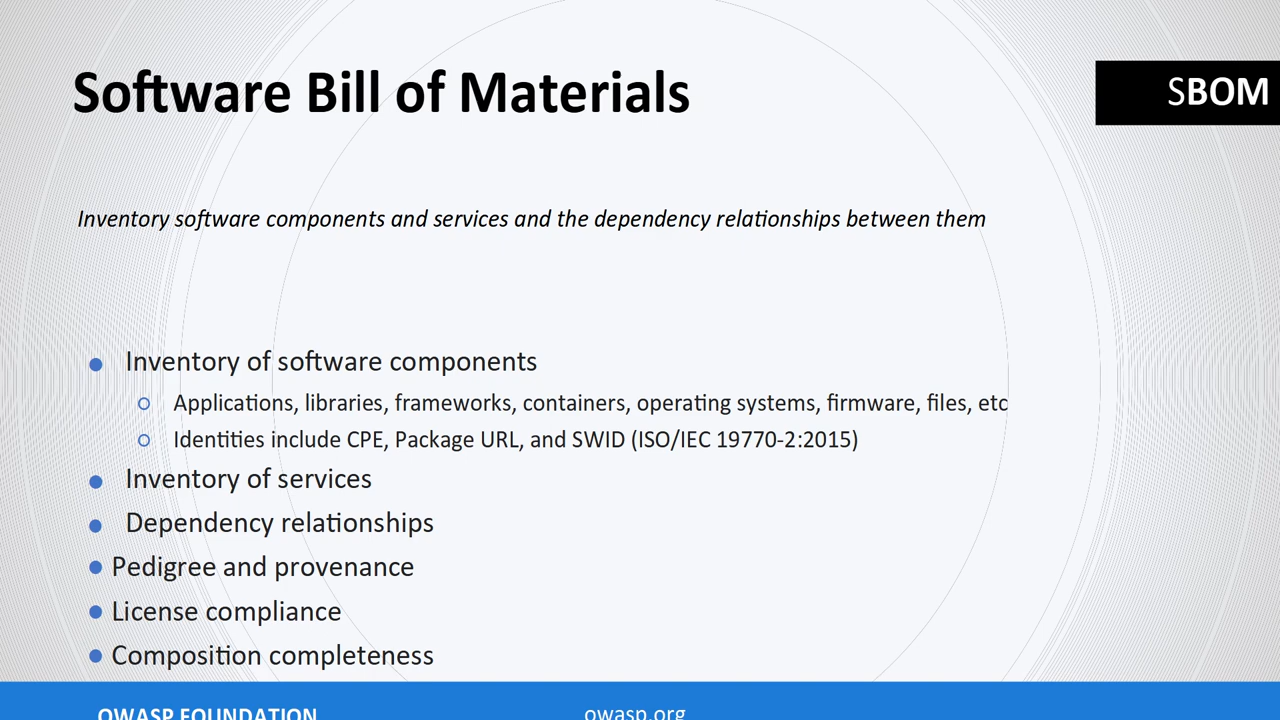 Software Bill of Materials
SBOM
Inventory software components and services and the dependency relationships between them
Inventory of software components
Applications, libraries, frameworks, containers, operating systems, firmware, files, etc
Identities include CPE, Package URL, and SWID (ISO/IEC 19770-2:2015)
Inventory of services
Dependency relationships
Pedigree and provenance
License compliance
Composition completeness
OWASP FOUNDATION
owasp.org